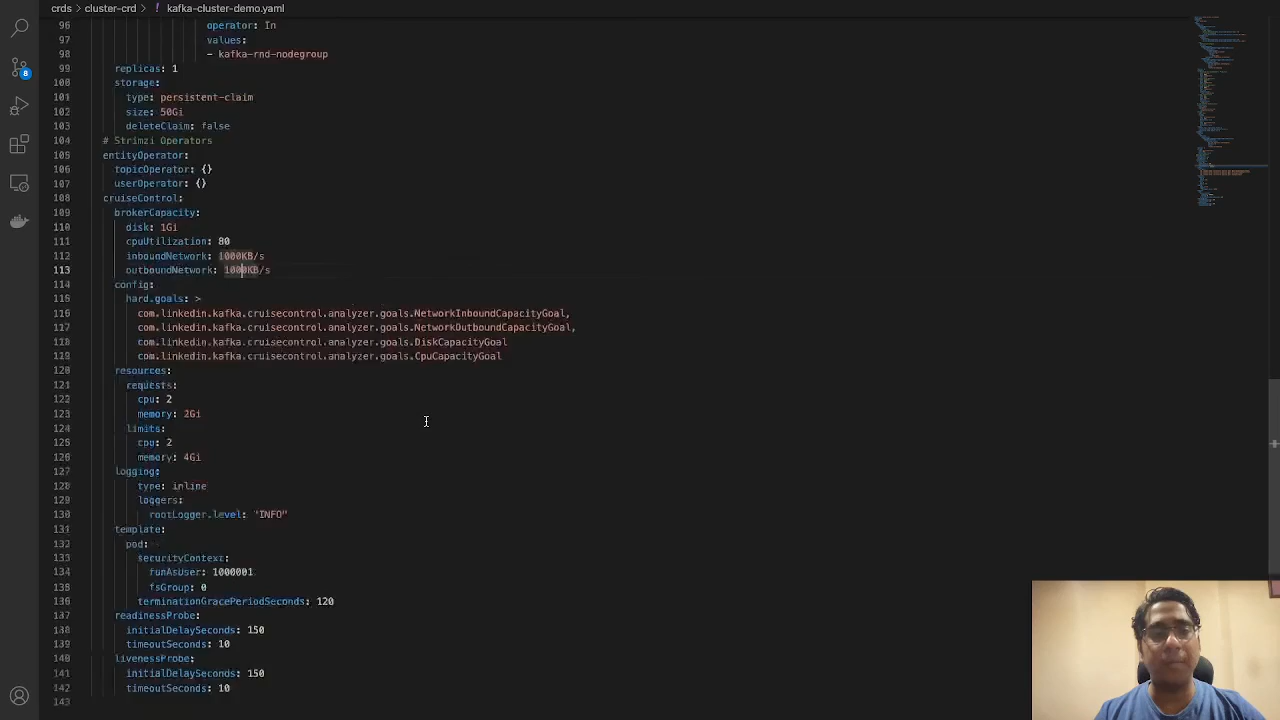 crds > cluster-crd > ! kafka-cluster-demo.yaml
96 operator: In
97 values:
98 - kafka-rnd-nodegroup
99 replicas: 1
100 storage:
101 type: persistent-claim
102 size: 50Gi
103 deleteClaim: false
104 # Strimzi Operators
105 entityOperator:
106 topicOperator: {}
107 userOperator: {}
108 cruiseControl:
109 brokerCapacity:
110 disk: 1Gi
111 cpuUtilization: 80
112 inboundNetwork: 1000KB/s
113 outboundNetwork: 1000KB/s
114 config:
115 hard.goals: >
116 com.linkedin.kafka.cruisecontrol.analyzer.goals.NetworkInboundCapacityGoal,
117 com.linkedin.kafka.cruisecontrol.analyzer.goals.NetworkOutboundCapacityGoal,
118 com.linkedin.kafka.cruisecontrol.analyzer.goals.DiskCapacityGoal
119 com.linkedin.kafka.cruisecontrol.analyzer.goals.CpuCapacityGoal
120 resources:
121 requests:
122 cpu: 2
123 memory: 2Gi
124 limits:
125 cpu: 2
126 memory: 4Gi
127 logging:
128 type: inline
129 loggers:
130 rootLogger.level: "INFO"
131 template:
132 pod:
133 securityContext:
134 runAsUser: 1000001
135 fsGroup: 0
136 terminationGracePeriodSeconds: 120
137 readinessProbe:
138 initialDelaySeconds: 150
139 timeoutSeconds: 10
140 livenessProbe:
141 initialDelaySeconds: 150
142 timeoutSeconds: 10
143
8